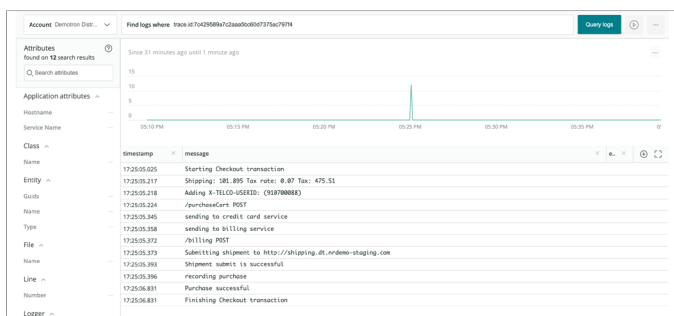 Account Demotron Distr...
Find logs where trace.id:7c429589a7c2aaa5bc60d7375ac797f4
Query logs
Attributes
found on 12 search results
Search attributes
Application attributes
Hostname
Service Name
Class
Name
Entity
Guids
Name
Type
File
Name
Line
Number
Logger
Since 31 minutes ago until 1 minute ago
15
10
5
0
05:10 PM 05:15 PM 05:20 PM 05:25 PM 05:30 PM 05:35 PM
timestamp message e..
17:25:05.025 Starting Checkout transaction
17:25:05.217 Shipping: 101.895 Tax rate: 0.07 Tax: 475.51
17:25:05.218 Adding X-TELCO-USERID: (910700088)
17:25:05.224 /purchaseCart POST
17:25:05.345 sending to credit card service
17:25:05.358 sending to billing service
17:25:05.372 /billing POST
17:25:05.373 Submitting shipment to http://shipping.dt.nrdemo-staging.com
17:25:05.393 Shipment submit is successful
17:25:05.396 recording purchase
17:25:06.831 Purchase successful
17:25:06.831 Finishing Checkout transaction